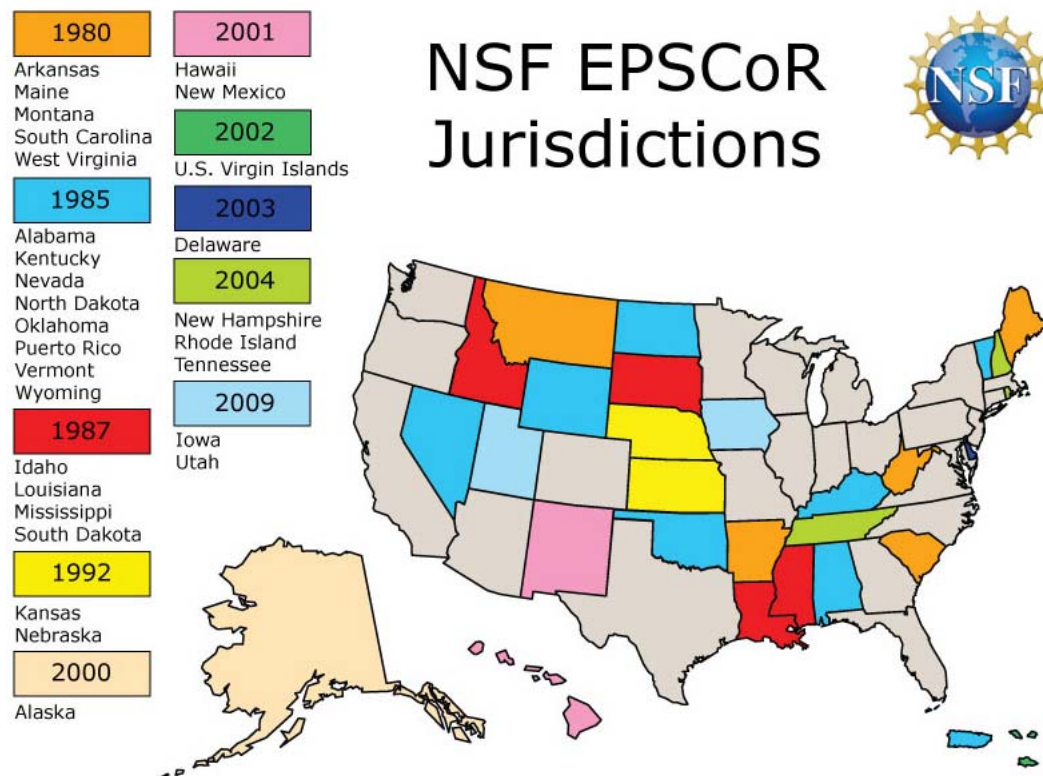 1980
Arkansas
Maine
Montana
South Carolina
West Virginia
1985
Alabama
Kentucky
Nevada
North Dakota
Oklahoma
Puerto Rico
Vermont
Wyoming
1987
Idaho
Louisiana
Mississippi
South Dakota
1992
Kansas
Nebraska
2000
Alaska
2001
Hawaii
New Mexico
2002
U.S. Virgin Islands
2003
Delaware
2004
New Hampshire
Rhode Island
Tennessee
2009
Iowa
Utah
NSF EPSCoR
Jurisdictions
NSF